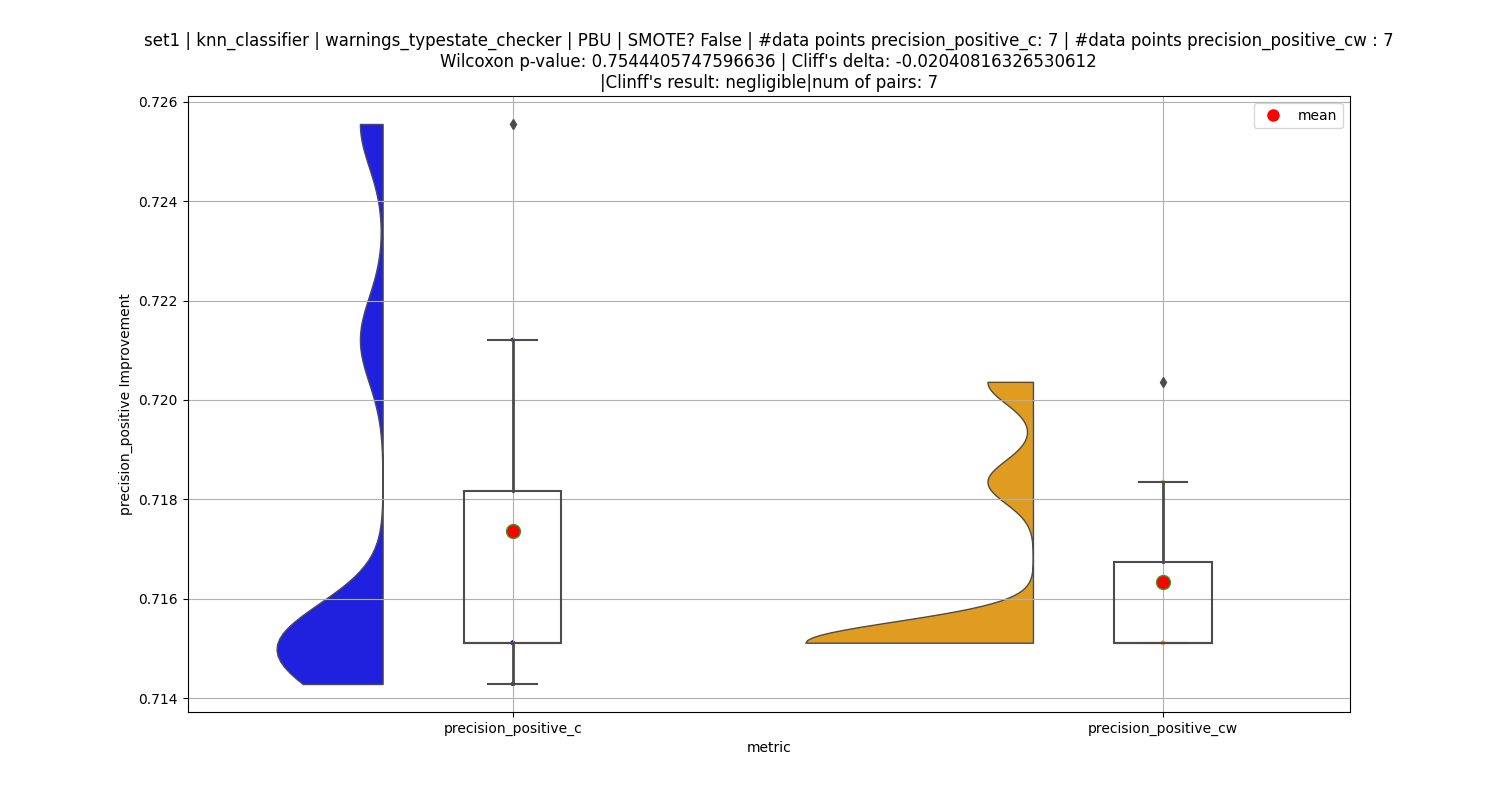 set1 | knn_classifier | warnings_typestate_checker | PBU | SMOTE? False | #data points precision_positive_c: 7 | #data points precision_positive_cw : 7
Wilcoxon p-value: 0.7544405747596636 | Cliff's delta: -0.02040816326530612
|Clinff's result: negligible|num of pairs: 7
mean
0.726
0.724
0.722
0.720
0.718
0.716
0.714
precision_positive Improvement
precision_positive_c
precision_positive_cw
metric